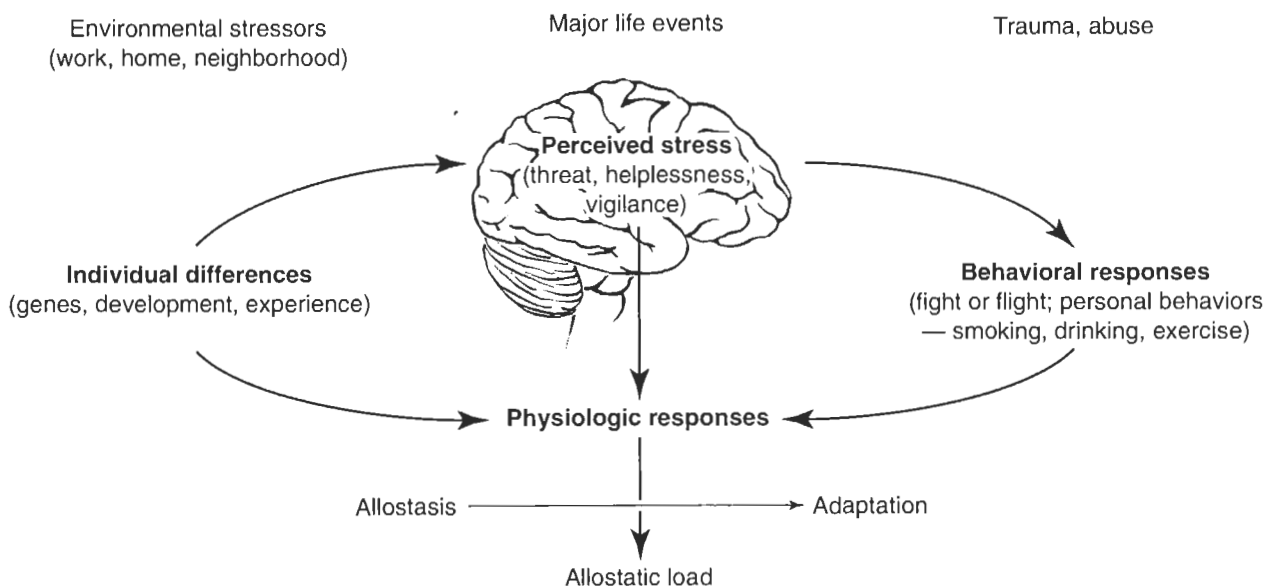 Environmental stressors
(work, home, neighborhood)
Major life events
Trauma, abuse
Perceived stress
(threat, helplessness,
vigilance)
Individual differences
(genes, development, experience)
Behavioral responses
(fight or flight; personal behaviors
— smoking, drinking, exercise)
Physiologic responses
Allostasis
Adaptation
Allostatic load